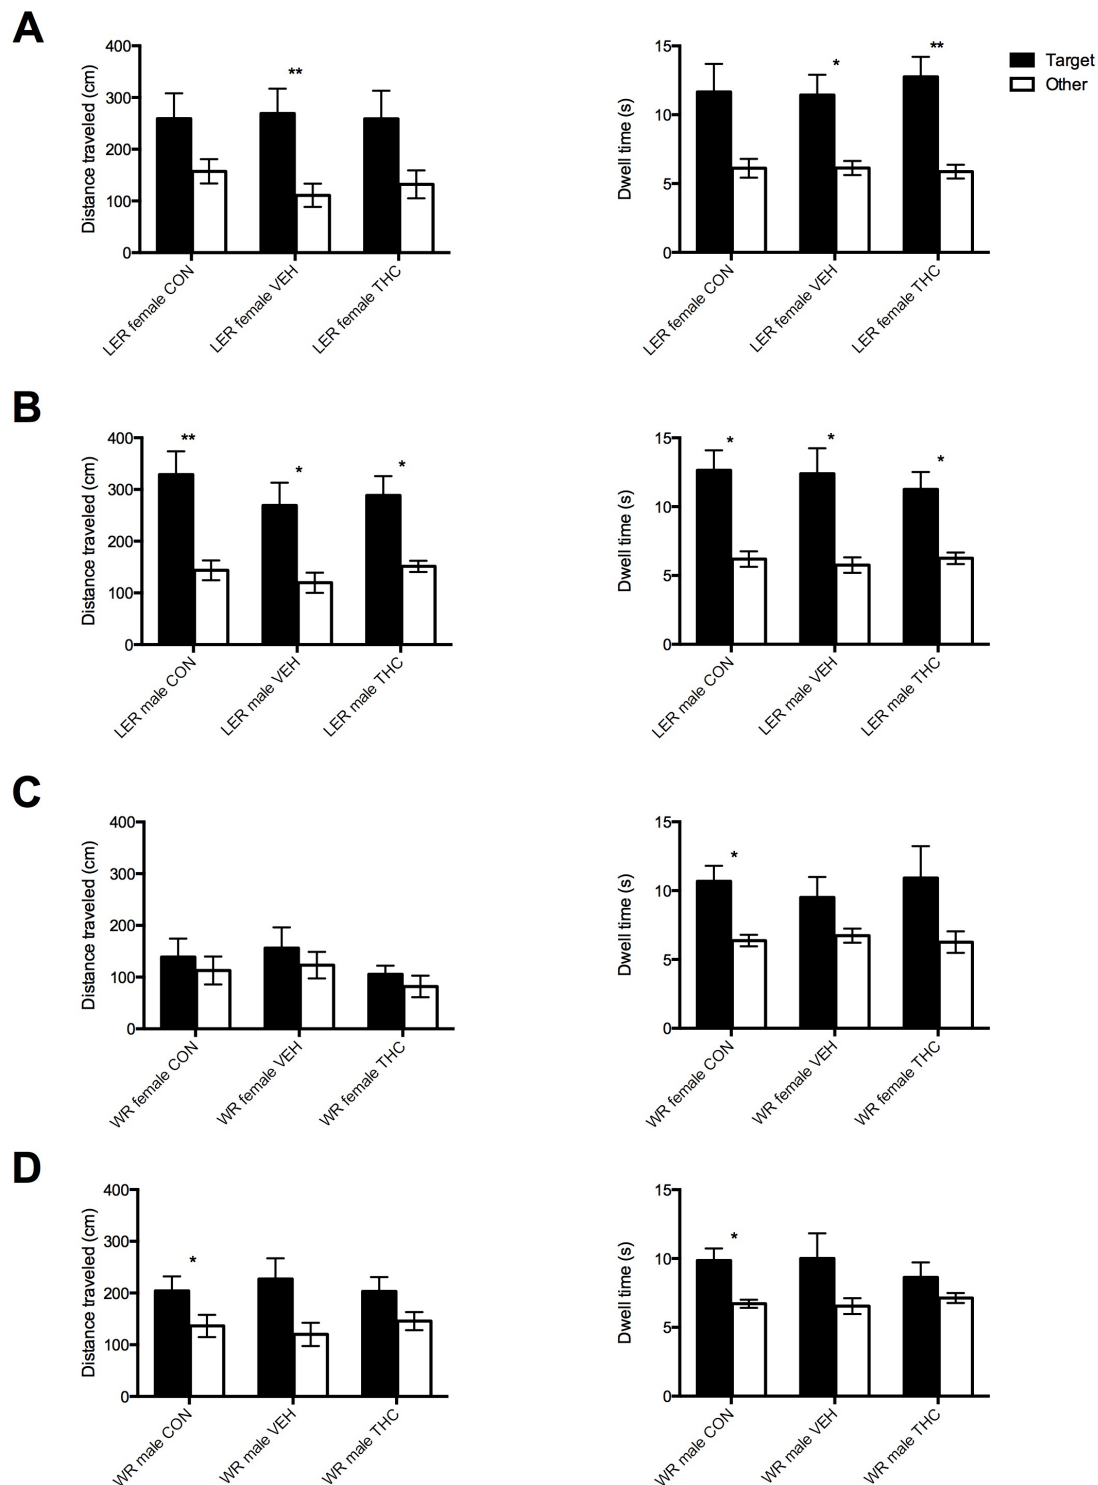 A
Distance traveled (cm)
400
300
200
100
0
**
LER female CON
LER female VEH
LER female THC
Dwell time (s)
15
10
5
0
*
**
LER female CON
LER female VEH
LER female THC
Target
Other
B
Distance traveled (cm)
400
300
200
100
0
**
*
*
LER male CON
LER male VEH
LER male THC
Dwell time (s)
15
10
5
0
*
*
*
LER male CON
LER male VEH
LER male THC
C
Distance traveled (cm)
400
300
200
100
0
WR female CON
WR female VEH
WR female THC
Dwell time (s)
15
10
5
0
*
WR female CON
WR female VEH
WR female THC
D
Distance traveled (cm)
400
300
200
100
0
*
WR male CON
WR male VEH
WR male THC
Dwell time (s)
15
10
5
0
*
WR male CON
WR male VEH
WR male THC